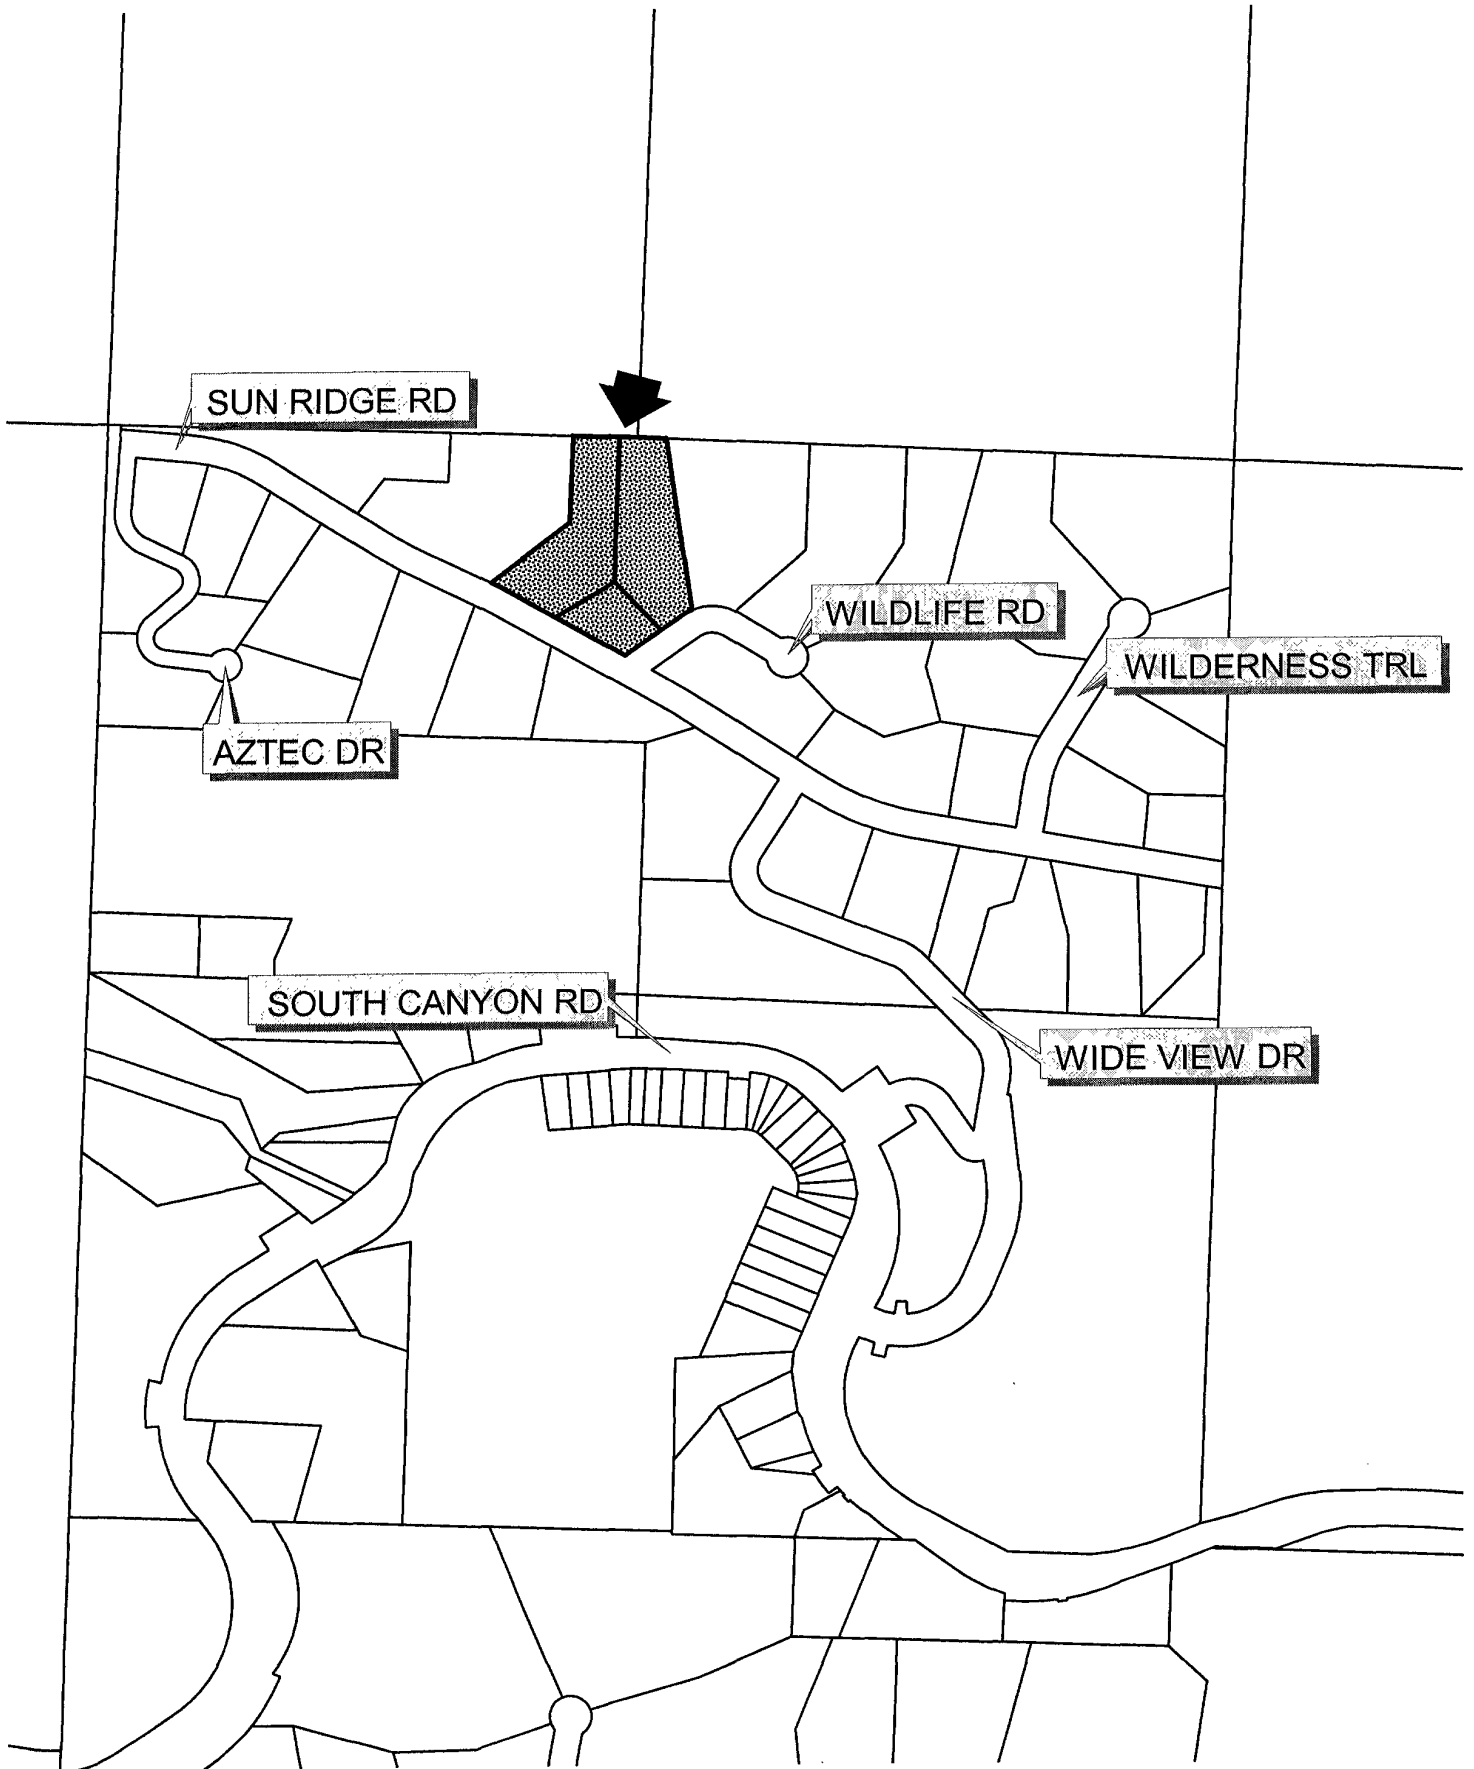 SUN RIDGE RD
WILDLIFE RD
WILDERNESS TRL
AZTEC DR
SOUTH CANYON RD
WIDE VIEW DR